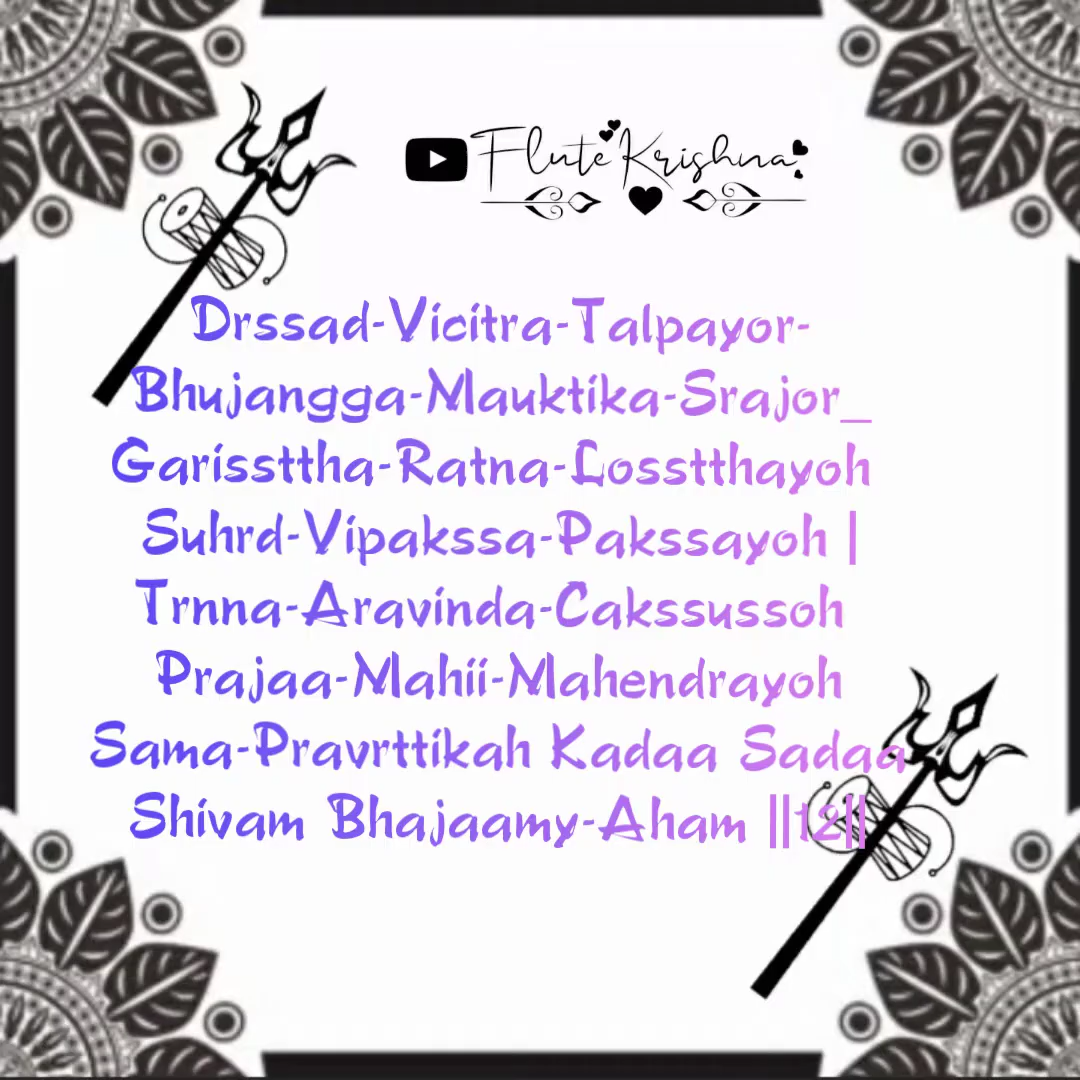 Flute Krishna
Drssad-Vicitra-Talpayor-
Bhujangga-Mauktika-Srajor_
Garissttha-Ratna-Losstthayoh
Suhrd-Vipakssa-Pakssayoh |
Trnna-Aravinda-Cakssussoh
Prajaa-Mahii-Mahendrayoh
Sama-Pravrttikah Kadaa Sadaa
Shivam Bhajaamy-Aham ||12||